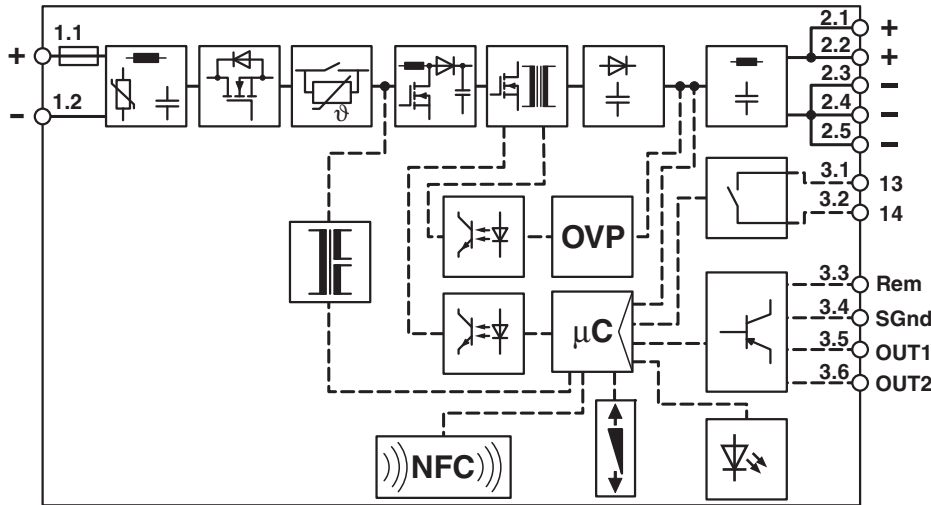 1.1
+
1.2
−
ϑ
2.1
+
2.2
+
2.3
−
2.4
−
2.5
−
3.1
13
3.2
14
OVP
3.3
Rem
3.4
SGnd
μC
3.5
OUT1
3.6
OUT2
NFC